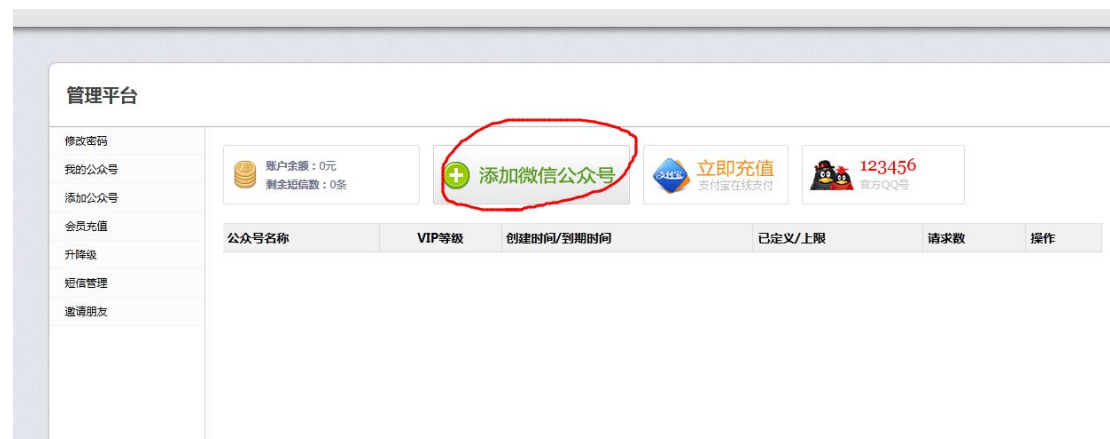 管理平台
修改密码
我的公众号
添加公众号
会员充值
升降级
短信管理
邀请朋友
账户余额：0元
剩余短信数：0条
添加微信公众号
支付宝
立即充值
支付宝在线支付
123456
官方QQ号
公众号名称 VIP等级 创建时间/到期时间 已定义/上限 请求数 操作